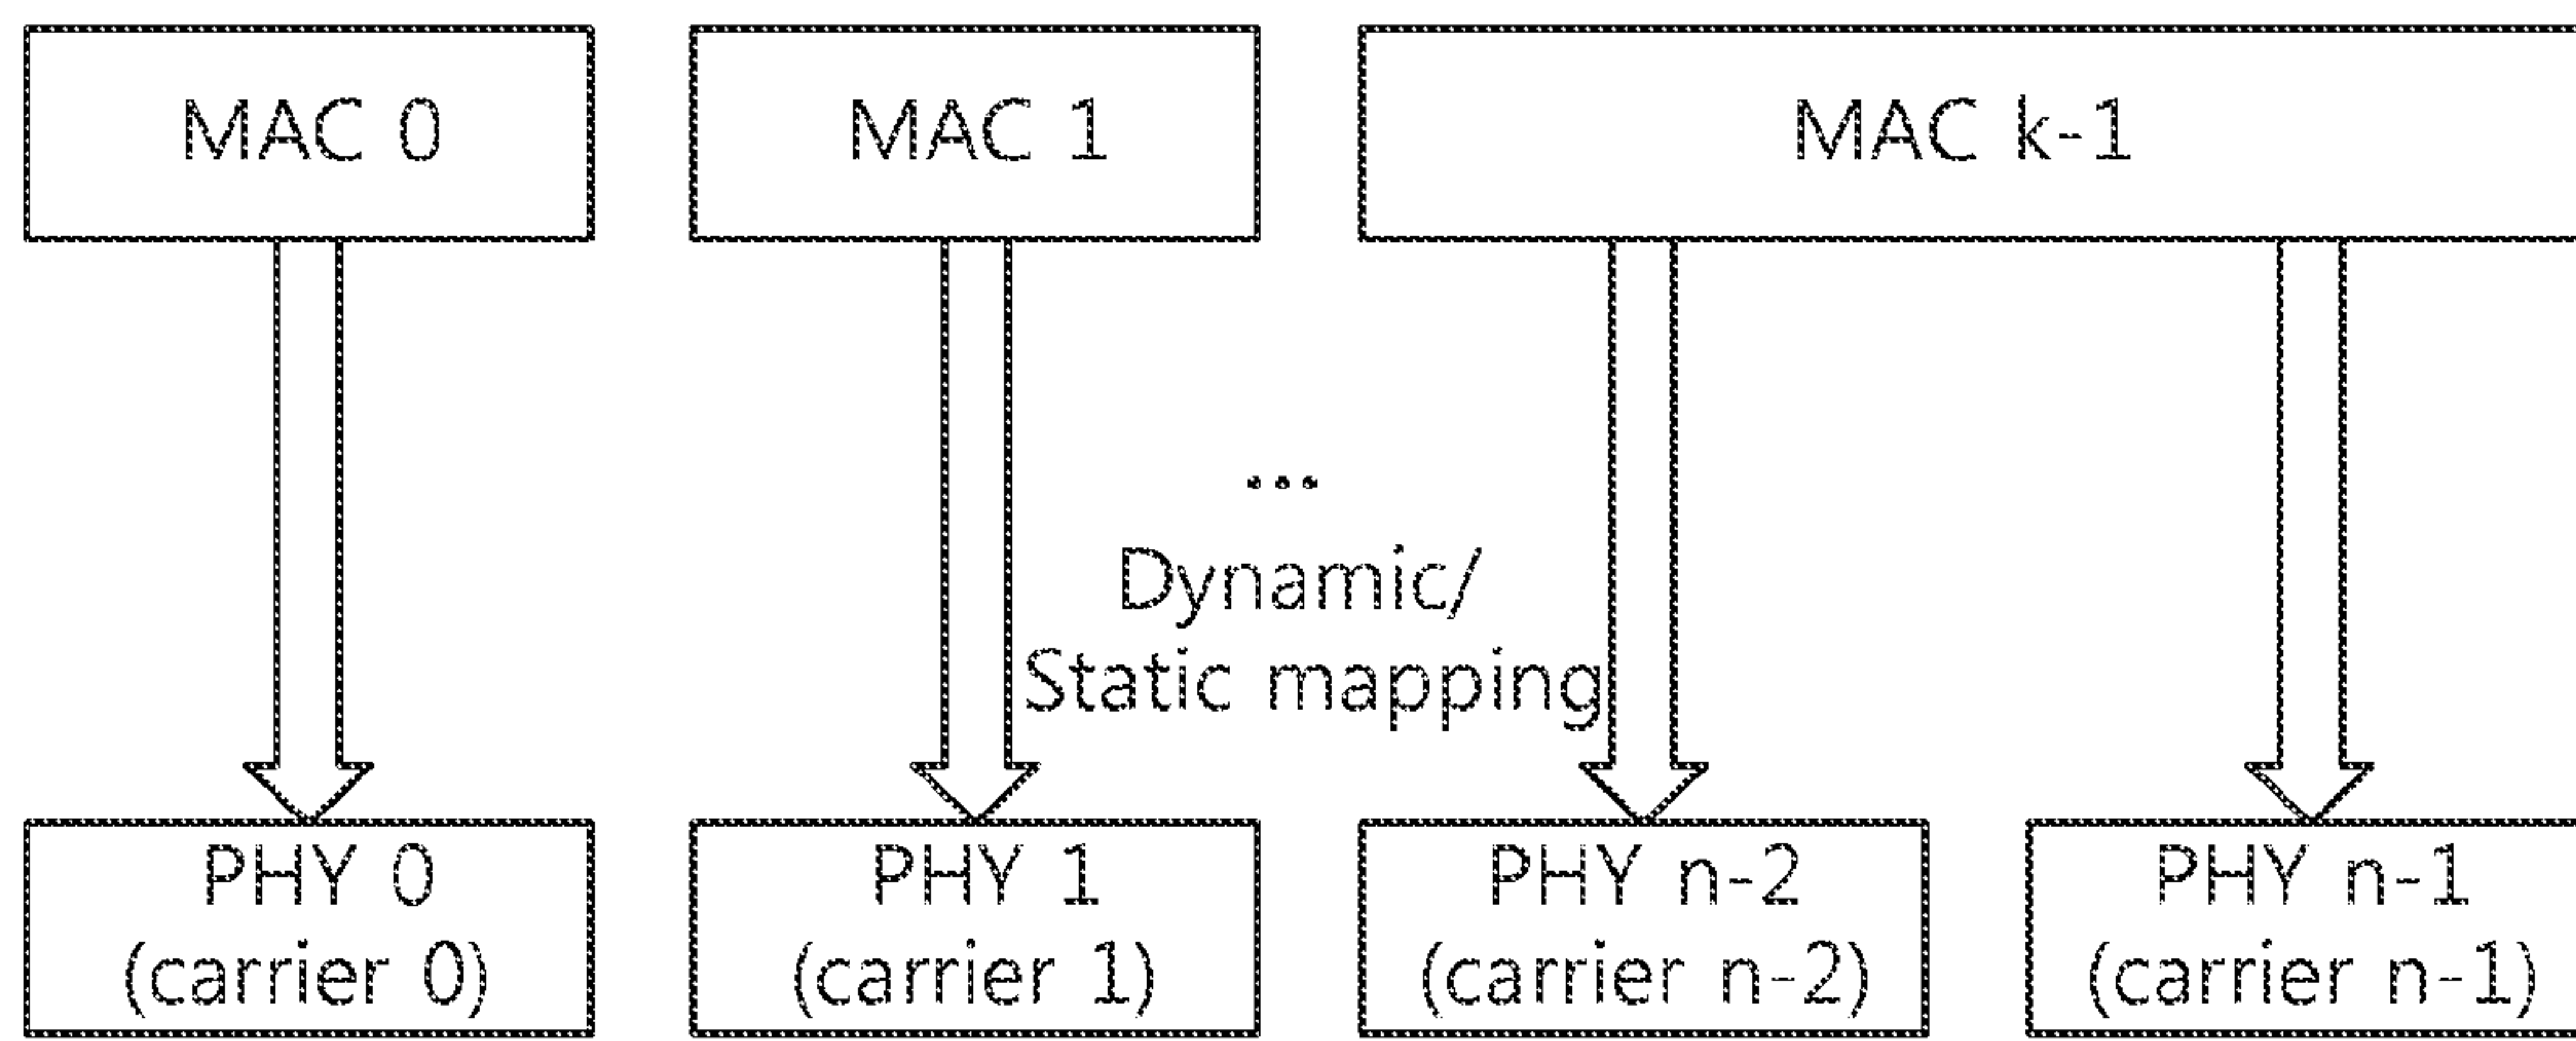 MAC 0
MAC 1
MAC k-1
...
Dynamic/
Static mapping
PHY 0
(carrier 0)
PHY 1
(carrier 1)
PHY n-2
(carrier n-2)
PHY n-1
(carrier n-1)